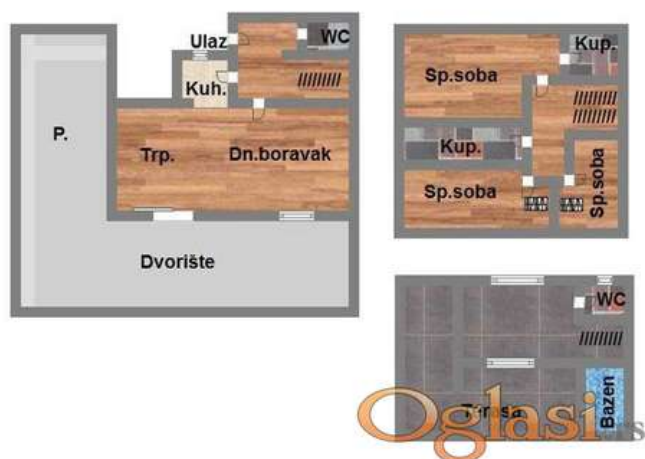 Ulaz
WC
Kuh.
P.
Trp.
Dn.boravak
Dvorište
Kup.
Sp.soba
Kup.
Sp.soba
Sp.soba
WC
Terasa
Bazen
Oglasi.rs